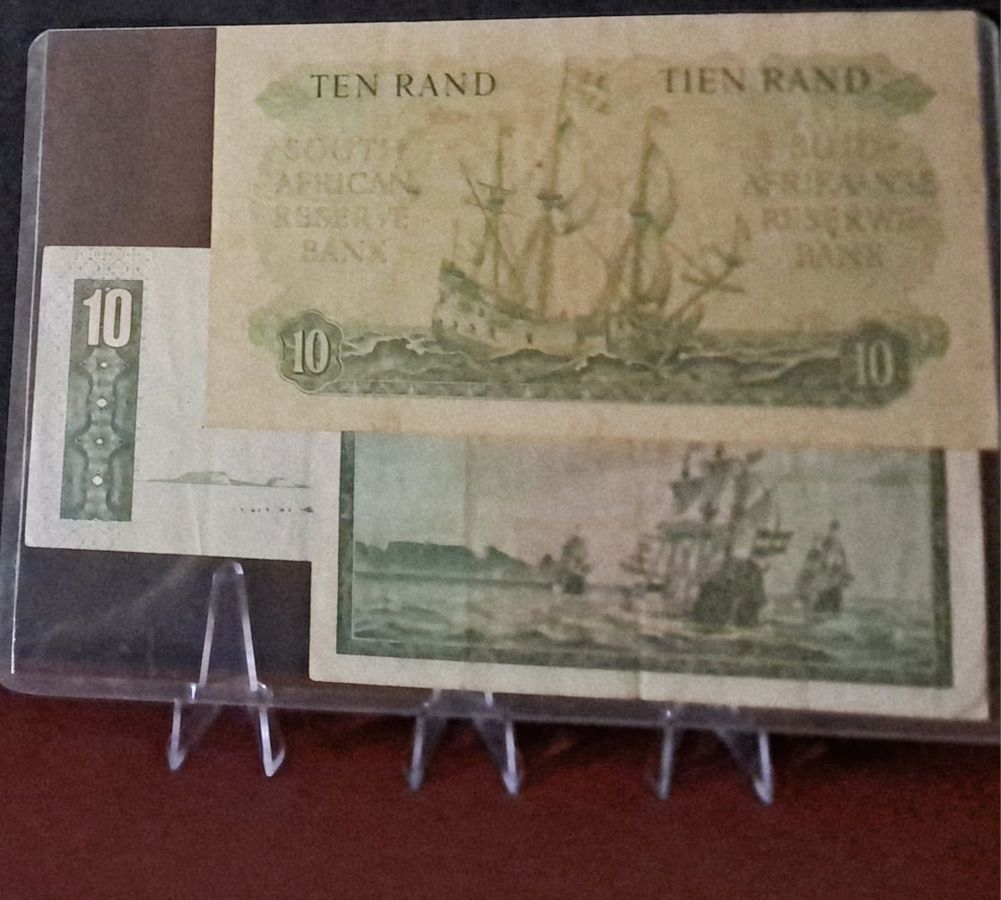 TEN RAND
TIEN RAND
SOUTH
AFRICAN
RESERVE
BANK
SUID-
AFRIKAANSE
RESERWE-
BANK
10
10
10